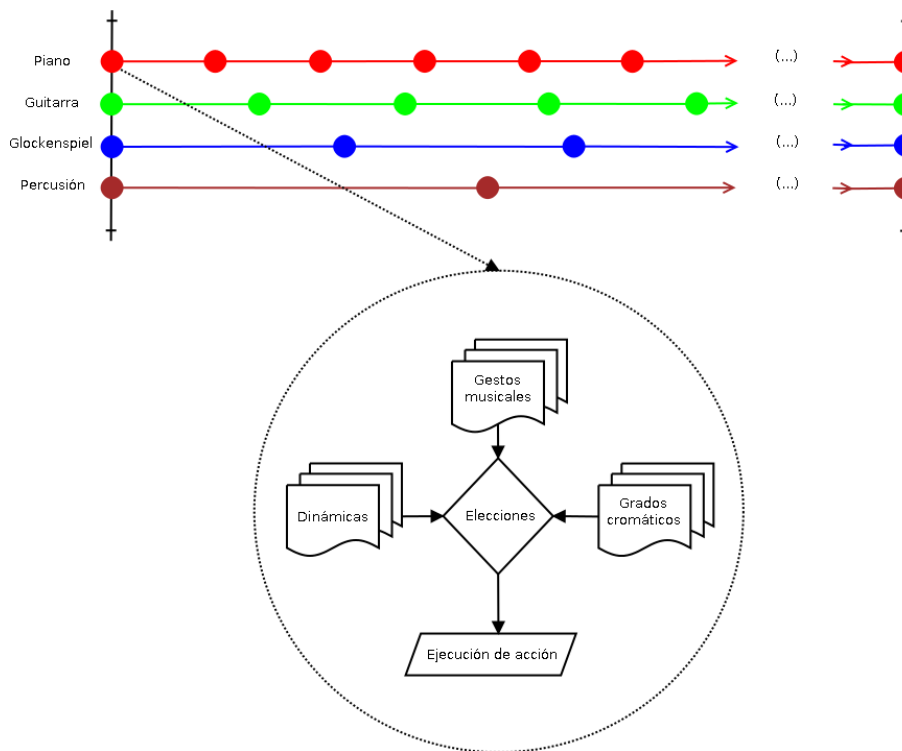 Piano
(...)
Guitarra
(...)
Glockenspiel
(...)
Percusión
(...)
Gestos
musicales
Dinámicas
Elecciones
Grados
cromáticos
Ejecución de acción